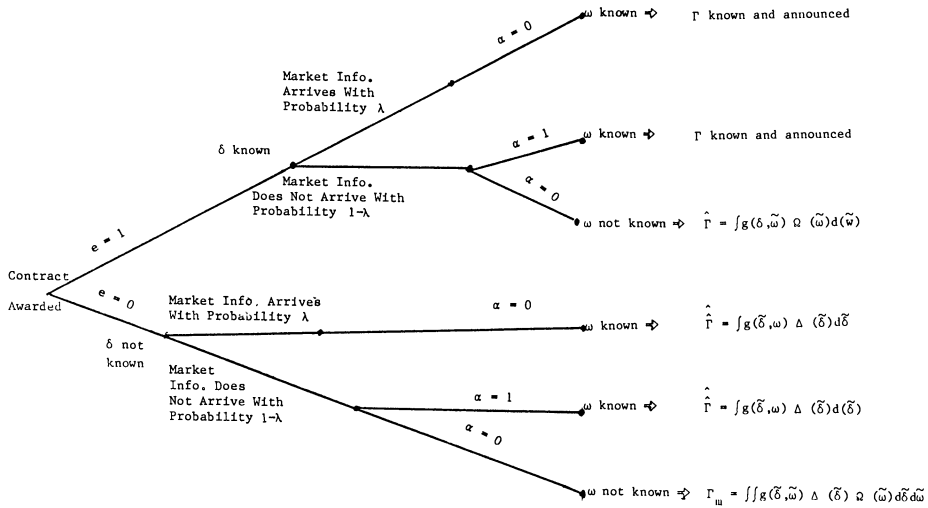 α = 0
ω known ⇒ Γ known and announced
Market Info.
Arrives With
Probability λ
δ known
α = 1
ω known ⇒ Γ known and announced
Market Info.
Does Not Arrive With
Probability 1-λ
α = 0
ω not known ⇒ Γ̂ = ∫g(δ,ω̃) Ω (ω̃)d(w̃)
e = 1
Contract
Awarded
e = 0
Market Info. Arrives
With Probability λ
α = 0
ω known ⇒ Γ̂̂ = ∫g(δ̃,ω) Δ (δ̃)dδ̃
δ not
known
Market
Info. Does
Not Arrive With
Probability 1-λ
α = 1
ω known ⇒ Γ̂̂ = ∫g(δ̃,ω) Δ (δ̃)d(δ̃)
α = 0
ω not known ⇒ Γ = ∫∫g(δ̃,ω̃) Δ (δ̃) Ω (ω̃)dδ̃dω̃